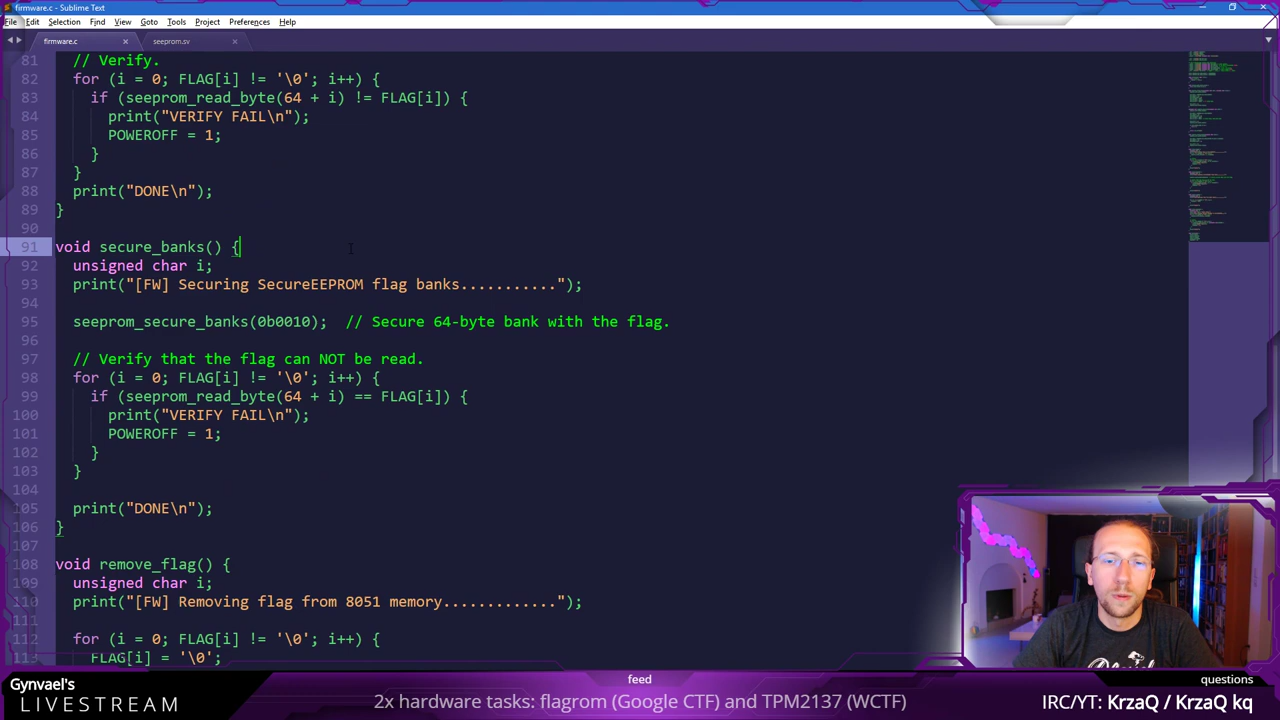 firmware.c - Sublime Text
File Edit Selection Find View Goto Tools Project Preferences Help
firmware.c × seeprom.sv ×
81 // Verify.
82 for (i = 0; FLAG[i] != '\0'; i++) {
83 if (seeprom_read_byte(64 + i) != FLAG[i]) {
84 print("VERIFY FAIL\n");
85 POWEROFF = 1;
86 }
87 }
88 print("DONE\n");
89 }
90
91 void secure_banks() {
92 unsigned char i;
93 print("[FW] Securing SecureEEPROM flag banks...........");
94
95 seeprom_secure_banks(0b0010); // Secure 64-byte bank with the flag.
96
97 // Verify that the flag can NOT be read.
98 for (i = 0; FLAG[i] != '\0'; i++) {
99 if (seeprom_read_byte(64 + i) == FLAG[i]) {
100 print("VERIFY FAIL\n");
101 POWEROFF = 1;
102 }
103 }
104
105 print("DONE\n");
106 }
107
108 void remove_flag() {
109 unsigned char i;
110 print("[FW] Removing flag from 8051 memory.............");
111
112 for (i = 0; FLAG[i] != '\0'; i++) {
113 FLAG[i] = '\0';
Gynvael's
LIVESTREAM
feed
2x hardware tasks: flagrom (Google CTF) and TPM2137 (WCTF)
questions
IRC/YT: KrzaQ / KrzaQ kq